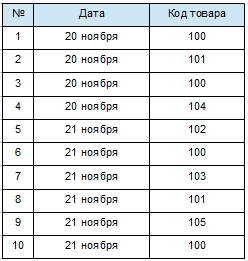 № Дата Код товара
1 20 ноября 100
2 20 ноября 101
3 20 ноября 100
4 20 ноября 104
5 21 ноября 102
6 21 ноября 100
7 21 ноября 103
8 21 ноября 101
9 21 ноября 105
10 21 ноября 100